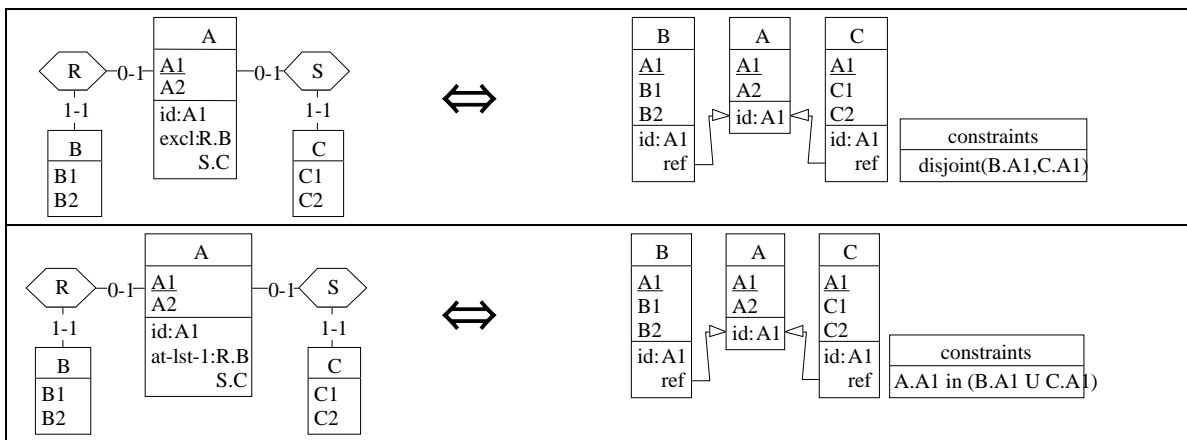 A
R
0-1
A1
A2
0-1
S
1-1
id:A1
excl:R.B
S.C
1-1
B
B1
B2
C
C1
C2
⇔
B
A1
B1
B2
id:A1
ref
A
A1
A2
id:A1
C
A1
C1
C2
id:A1
ref
constraints
disjoint(B.A1,C.A1)
A
R
0-1
A1
A2
0-1
S
1-1
id:A1
at-lst-1:R.B
S.C
1-1
B
B1
B2
C
C1
C2
⇔
B
A1
B1
B2
id:A1
ref
A
A1
A2
id:A1
C
A1
C1
C2
id:A1
ref
constraints
A.A1 in (B.A1 U C.A1)